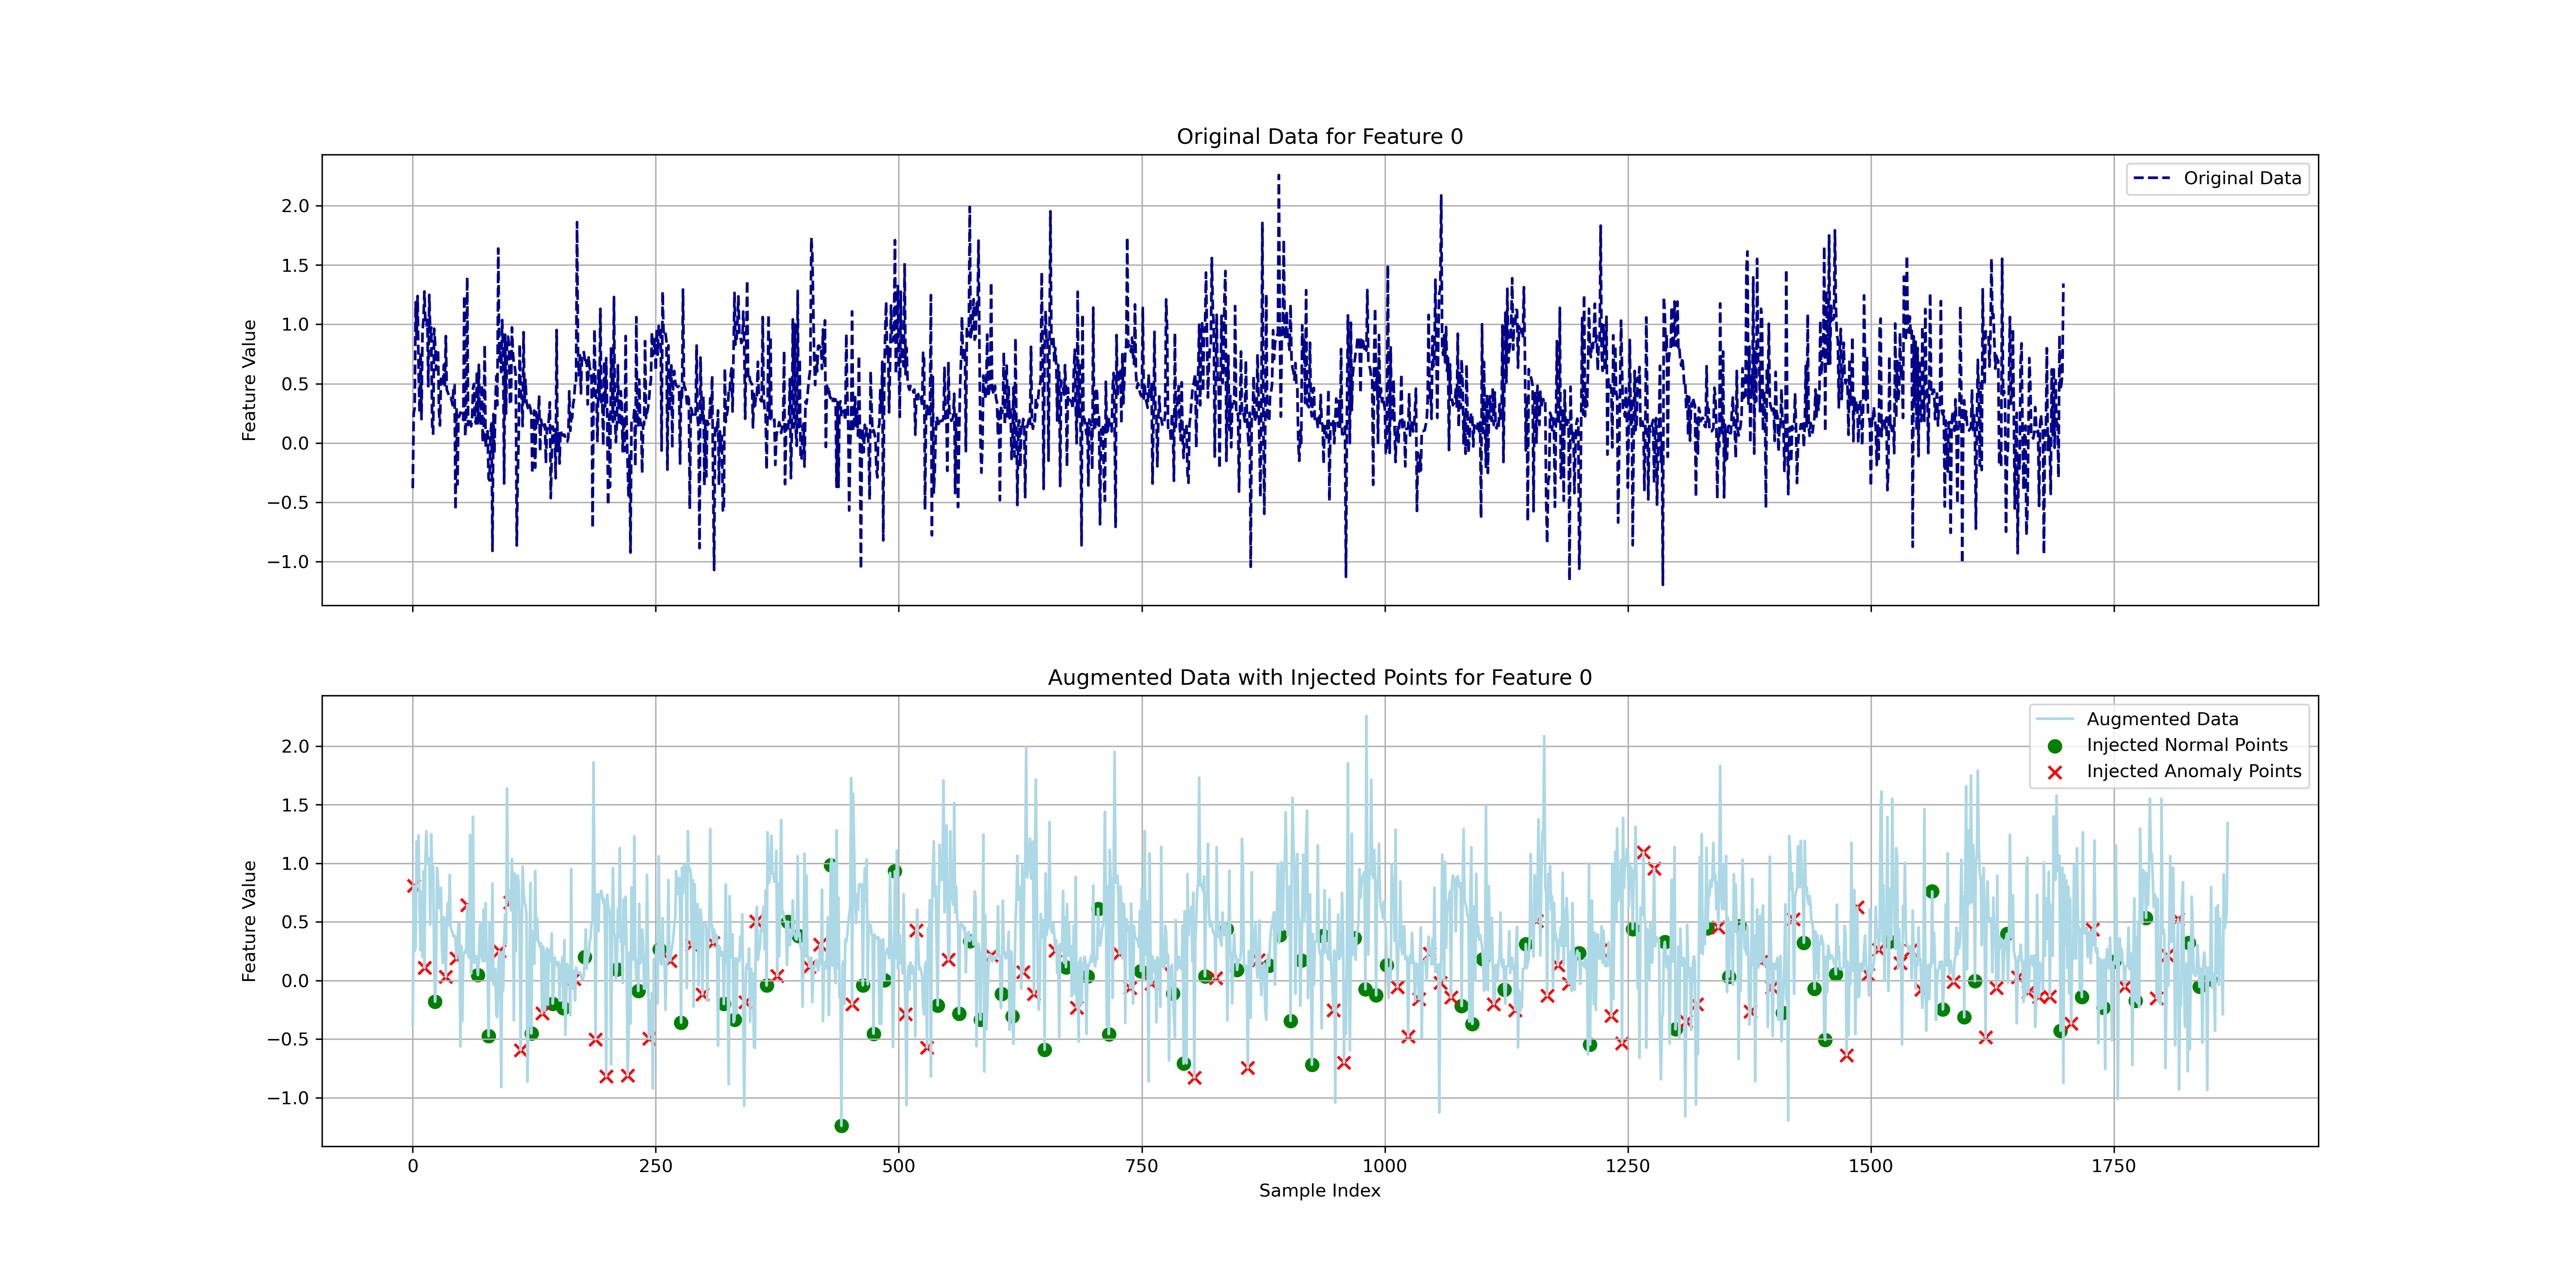 Original Data for Feature 0
Original Data
2.0
1.5
1.0
0.5
0.0
−0.5
−1.0
Feature Value
Augmented Data with Injected Points for Feature 0
Augmented Data
Injected Normal Points
Injected Anomaly Points
2.0
1.5
1.0
0.5
0.0
−0.5
−1.0
Feature Value
0 250 500 750 1000 1250 1500 1750
Sample Index